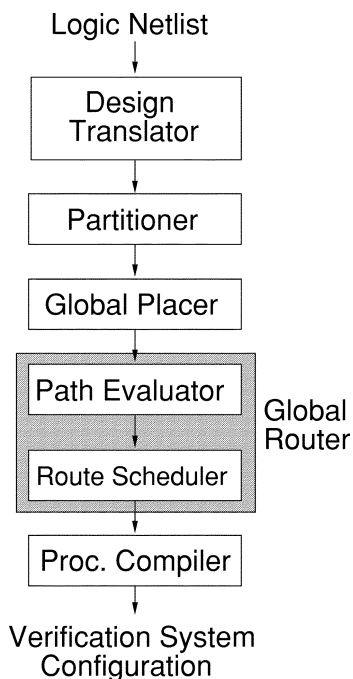 Logic Netlist
Design
Translator
Partitioner
Global Placer
Path Evaluator
Global
Router
Route Scheduler
Proc. Compiler
Verification System
Configuration